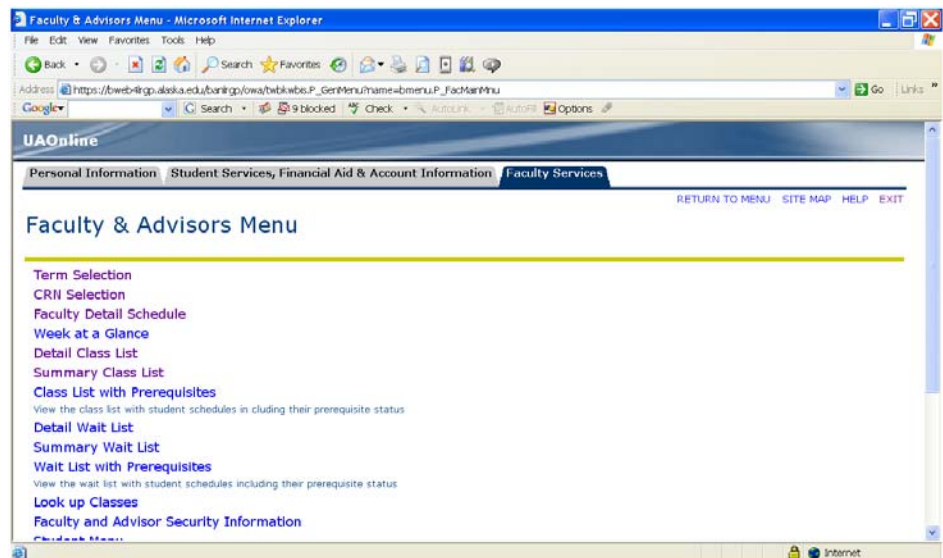 Faculty & Advisors Menu - Microsoft Internet Explorer
File Edit View Favorites Tools Help
Back Search Favorites
Address https://bweb4lrgp.alaska.edu/banlrgp/owa/twbkwbis.P_GenMenu?name=bmenu.P_FacMainMnu Go Links »
Google Search 9 blocked Check AutoLink AutoFill Options
UAOnline
Personal Information Student Services, Financial Aid & Account Information Faculty Services
RETURN TO MENU SITE MAP HELP EXIT
Faculty & Advisors Menu
Term Selection
CRN Selection
Faculty Detail Schedule
Week at a Glance
Detail Class List
Summary Class List
Class List with Prerequisites
View the class list with student schedules in cluding their prerequisite status
Detail Wait List
Summary Wait List
Wait List with Prerequisites
View the wait list with student schedules including their prerequisite status
Look up Classes
Faculty and Advisor Security Information
Student Menu
Internet